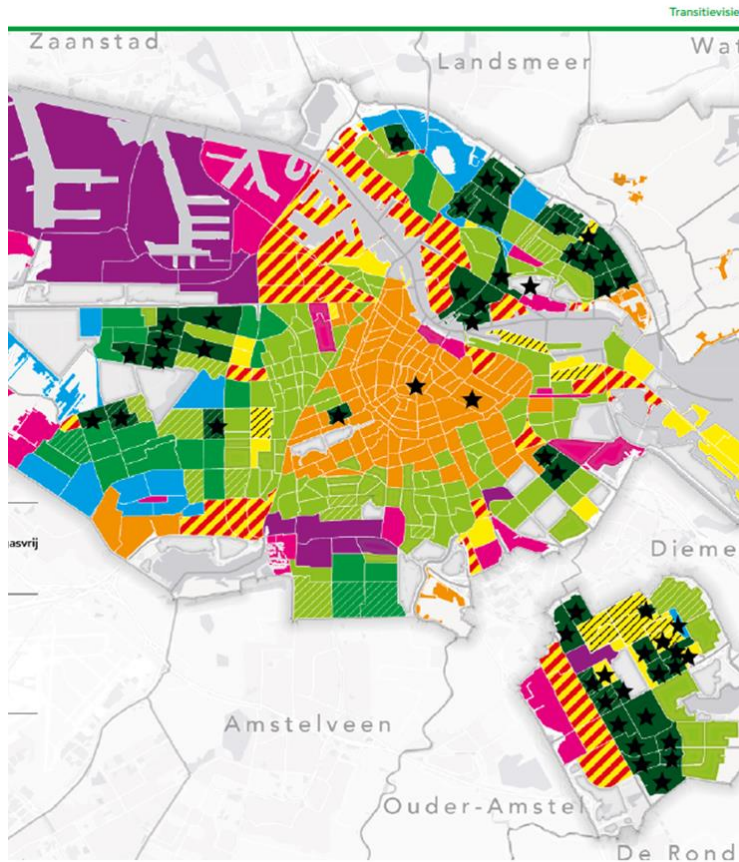 Transitievisie
Zaanstad
Landsmeer
Wat
asvrij
Dieme
Amstelveen
Ouder-Amstel
De Rond